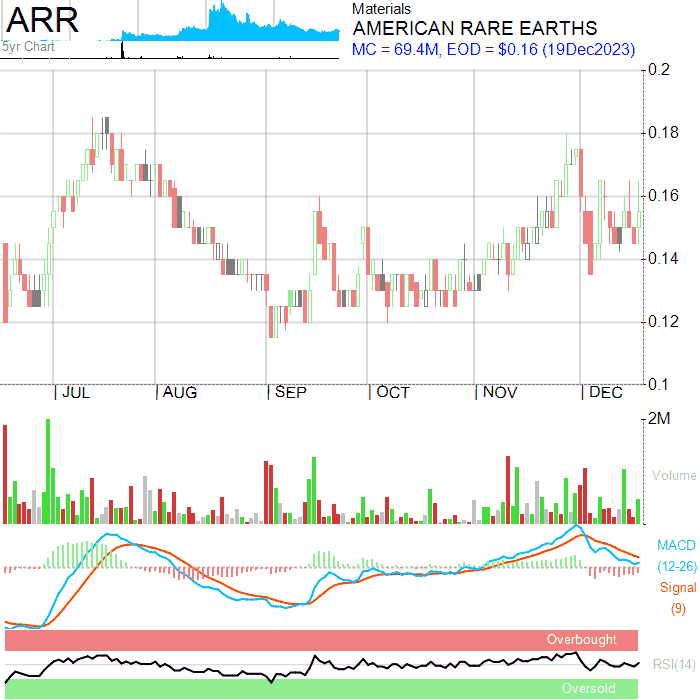 ARR
5yr Chart
Materials
AMERICAN RARE EARTHS
MC = 69.4M, EOD = $0.16 (19Dec2023)
0.2
0.18
0.16
0.14
0.12
0.1
JUL AUG SEP OCT NOV DEC
2M
Volume
MACD
(12-26)
Signal
(9)
Overbought
RSI(14)
Oversold